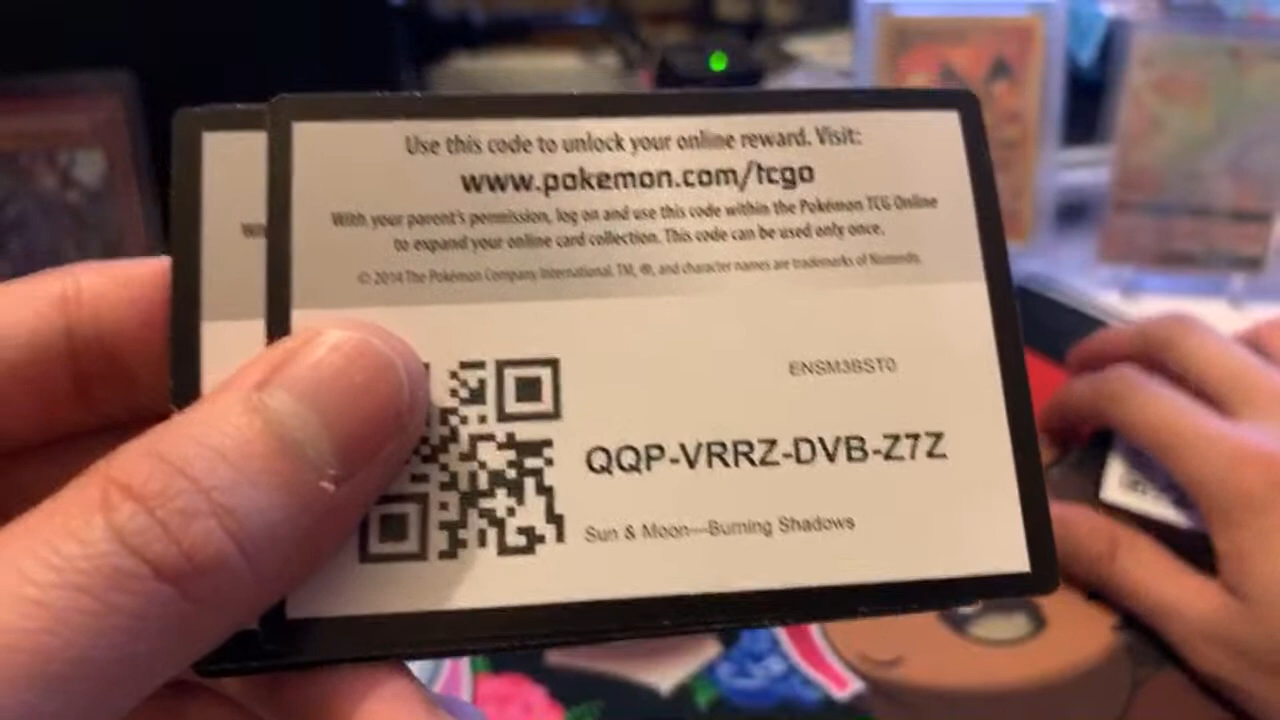 Use this code to unlock your online reward. Visit:
www.pokemon.com/tcgo
With your parent's permission, log on and use this code within the Pokémon TCG Online
to expand your online card collection. This code can be used only once.
© 2014 The Pokémon Company International. TM, ®, and character names are trademarks of Nintendo.
ENSM3BST0
QQP-VRRZ-DVB-Z7Z
Sun & Moon—Burning Shadows